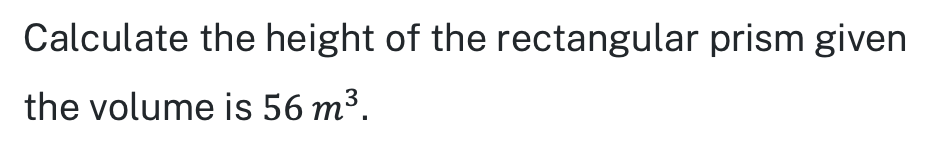 Calculate the height of the rectangular prism given
the volume is 56 m³.